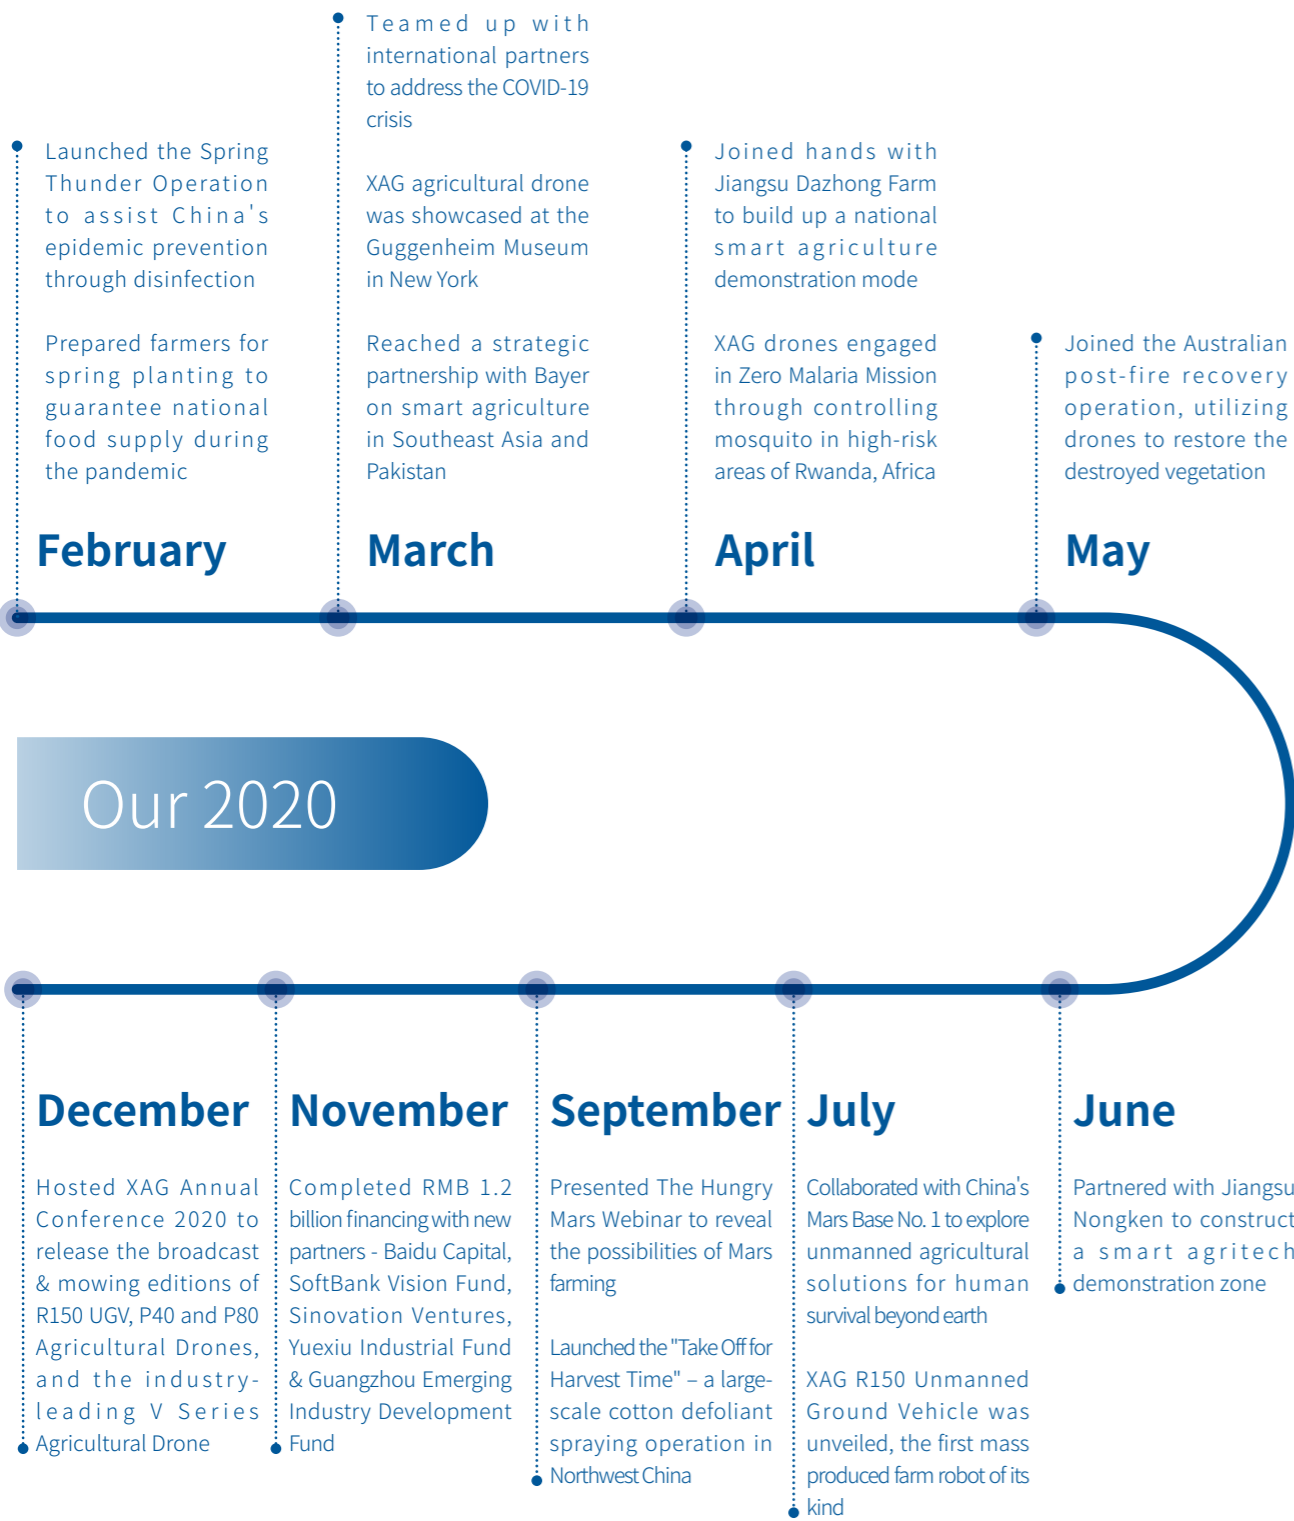 Launched the Spring
Thunder Operation
to assist China's
epidemic prevention
through disinfection
Prepared farmers for
spring planting to
guarantee national
food supply during
the pandemic
February
Teamed up with
international partners
to address the COVID-19
crisis
XAG agricultural drone
was showcased at the
Guggenheim Museum
in New York
Reached a strategic
partnership with Bayer
on smart agriculture
in Southeast Asia and
Pakistan
March
Joined hands with
Jiangsu Dazhong Farm
to build up a national
smart agriculture
demonstration mode
XAG drones engaged
in Zero Malaria Mission
through controlling
mosquito in high-risk
areas of Rwanda, Africa
April
Joined the Australian
post-fire recovery
operation, utilizing
drones to restore the
destroyed vegetation
May
Our 2020
December
Hosted XAG Annual
Conference 2020 to
release the broadcast
& mowing editions of
R150 UGV, P40 and P80
Agricultural Drones,
and the industry-
leading V Series
Agricultural Drone
November
Completed RMB 1.2
billion financing with new
partners - Baidu Capital,
SoftBank Vision Fund,
Sinovation Ventures,
Yuexiu Industrial Fund
& Guangzhou Emerging
Industry Development
Fund
September
Presented The Hungry
Mars Webinar to reveal
the possibilities of Mars
farming
Launched the "Take Off for
Harvest Time" – a large-
scale cotton defoliant
spraying operation in
Northwest China
July
Collaborated with China's
Mars Base No. 1 to explore
unmanned agricultural
solutions for human
survival beyond earth
XAG R150 Unmanned
Ground Vehicle was
unveiled, the first mass
produced farm robot of its
kind
June
Partnered with Jiangsu
Nongken to construct
a smart agritech
demonstration zone